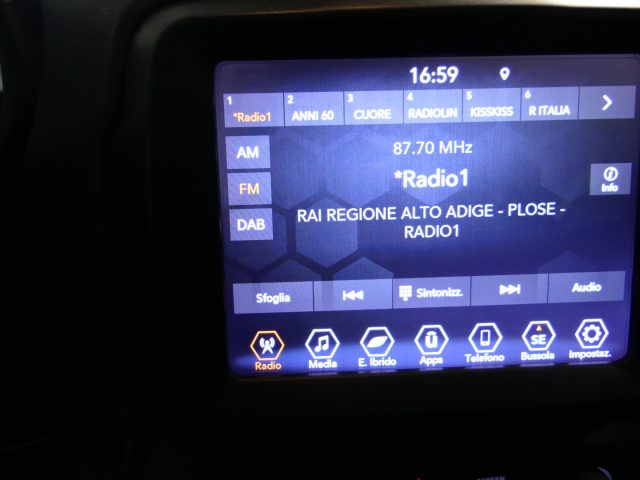 16:59
1 2 3 4 5 6
*Radio1 ANNI 60 CUORE RADIOLIN KISSKISS R ITALIA
AM
87.70 MHz
FM
*Radio1
Info
DAB
RAI REGIONE ALTO ADIGE - PLOSE -
RADIO1
Sfoglia Sintonizz. Audio
SE
Radio Media E. Ibrido Apps Telefono Bussola Impostaz.
SCREEN